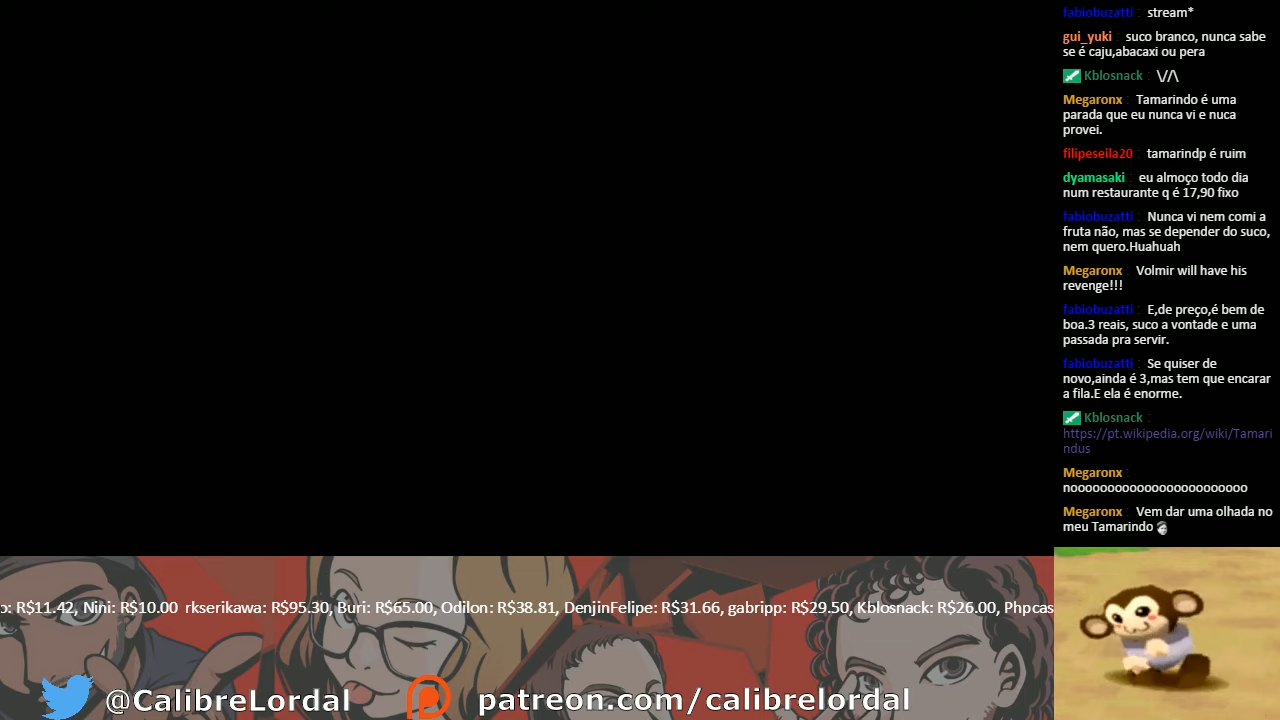 fabiobuzatti : stream*
gui_yuki : suco branco, nunca sabe
se é caju,abacaxi ou pera
Kblosnack : \/\
Megaronx : Tamarindo é uma
parada que eu nunca vi e nuca
provei.
filipeseila20 : tamarindp é ruim
dyamasaki : eu almoço todo dia
num restaurante q é 17,90 fixo
fabiobuzatti : Nunca vi nem comi a
fruta não, mas se depender do suco,
nem quero.Huahuah
Megaronx : Volmir will have his
revenge!!!
fabiobuzatti : E,de preço,é bem de
boa.3 reais, suco a vontade e uma
passada pra servir.
fabiobuzatti : Se quiser de
novo,ainda é 3,mas tem que encarar
a fila.E ela é enorme.
Kblosnack :
https://pt.wikipedia.org/wiki/Tamari
ndus
Megaronx :
noooooooooooooooooooooooo
Megaronx : Vem dar uma olhada no
meu Tamarindo
o: R$11.42, Nini: R$10.00 rkserikawa: R$95.30, Buri: R$65.00, Odilon: R$38.81, DenjinFelipe: R$31.66, gabripp: R$29.50, Kblosnack: R$26.00, Phpcas
@CalibreLordal patreon.com/calibrelordal